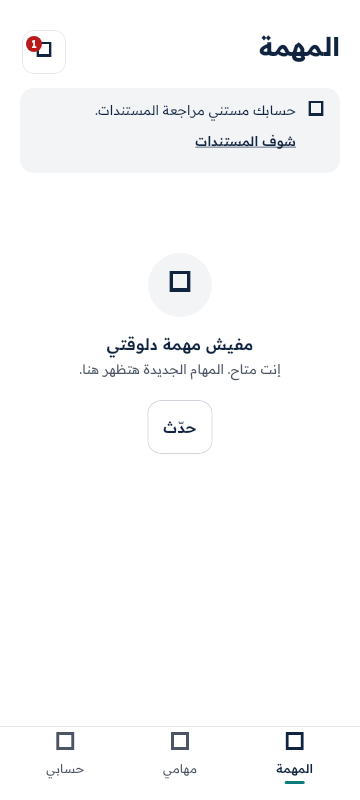 المهمة
1
حسابك مستني مراجعة المستندات.
شوف المستندات
مفيش مهمة دلوقتي
إنت متاح. المهام الجديدة هتظهر هنا.
حدّث
المهمة
مهامي
حسابي